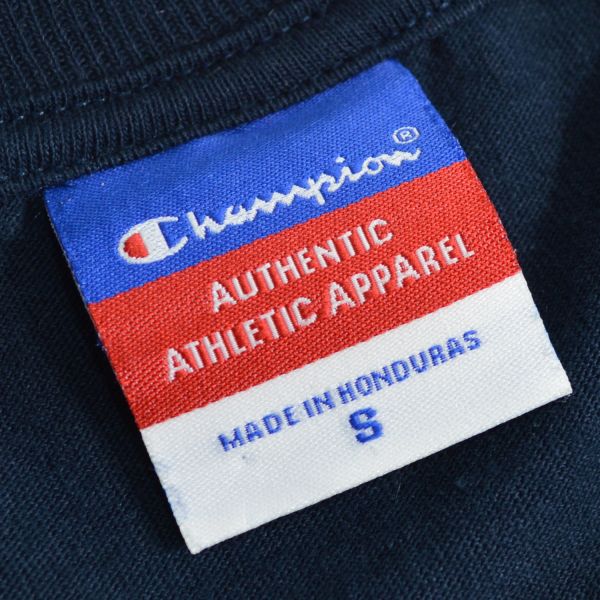 Champion®
AUTHENTIC
ATHLETIC APPAREL
MADE IN HONDURAS
S